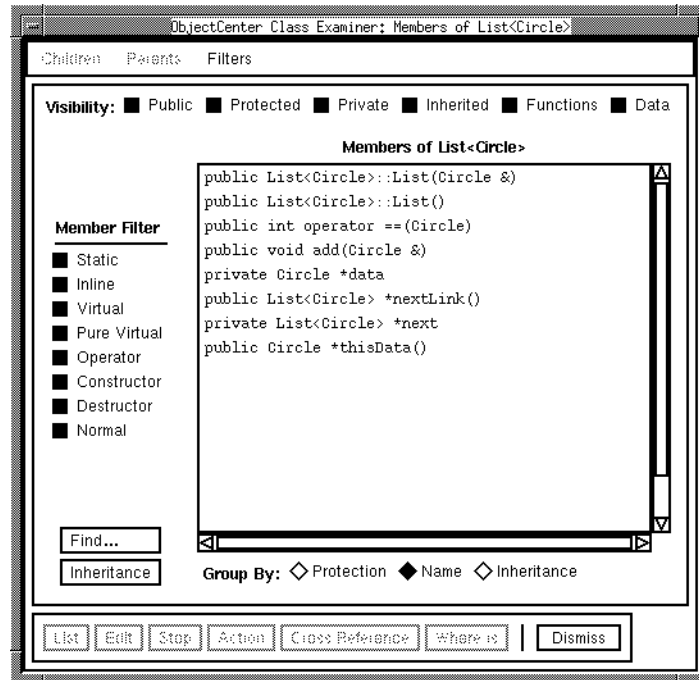 ObjectCenter Class Examiner: Members of List<Circle>
Children Parents Filters
Visibility: Public Protected Private Inherited Functions Data
Members of List<Circle>
public List<Circle>::List(Circle &)
public List<Circle>::List()
public int operator ==(Circle)
public void add(Circle &)
private Circle *data
public List<Circle> *nextLink()
private List<Circle> *next
public Circle *thisData()
Member Filter
Static
Inline
Virtual
Pure Virtual
Operator
Constructor
Destructor
Normal
Find...
Inheritance
Group By: Protection Name Inheritance
List Edit Stop Action Cross Reference Where is Dismiss